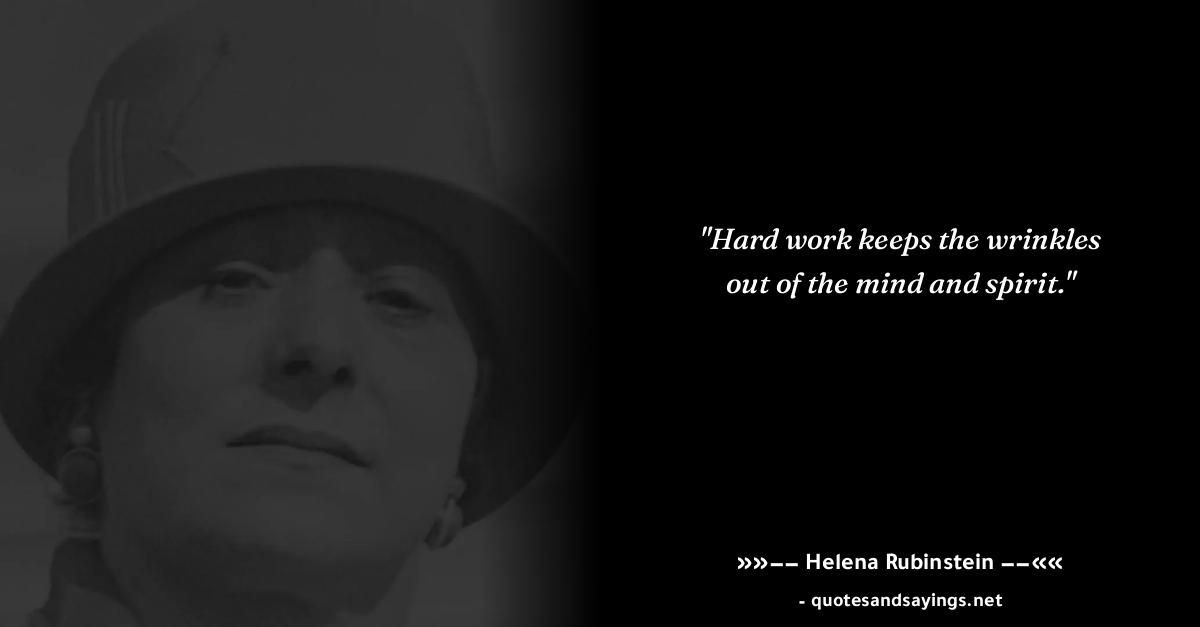 "Hard work keeps the wrinkles
out of the mind and spirit."
»»–– Helena Rubinstein ––««
- quotesandsayings.net